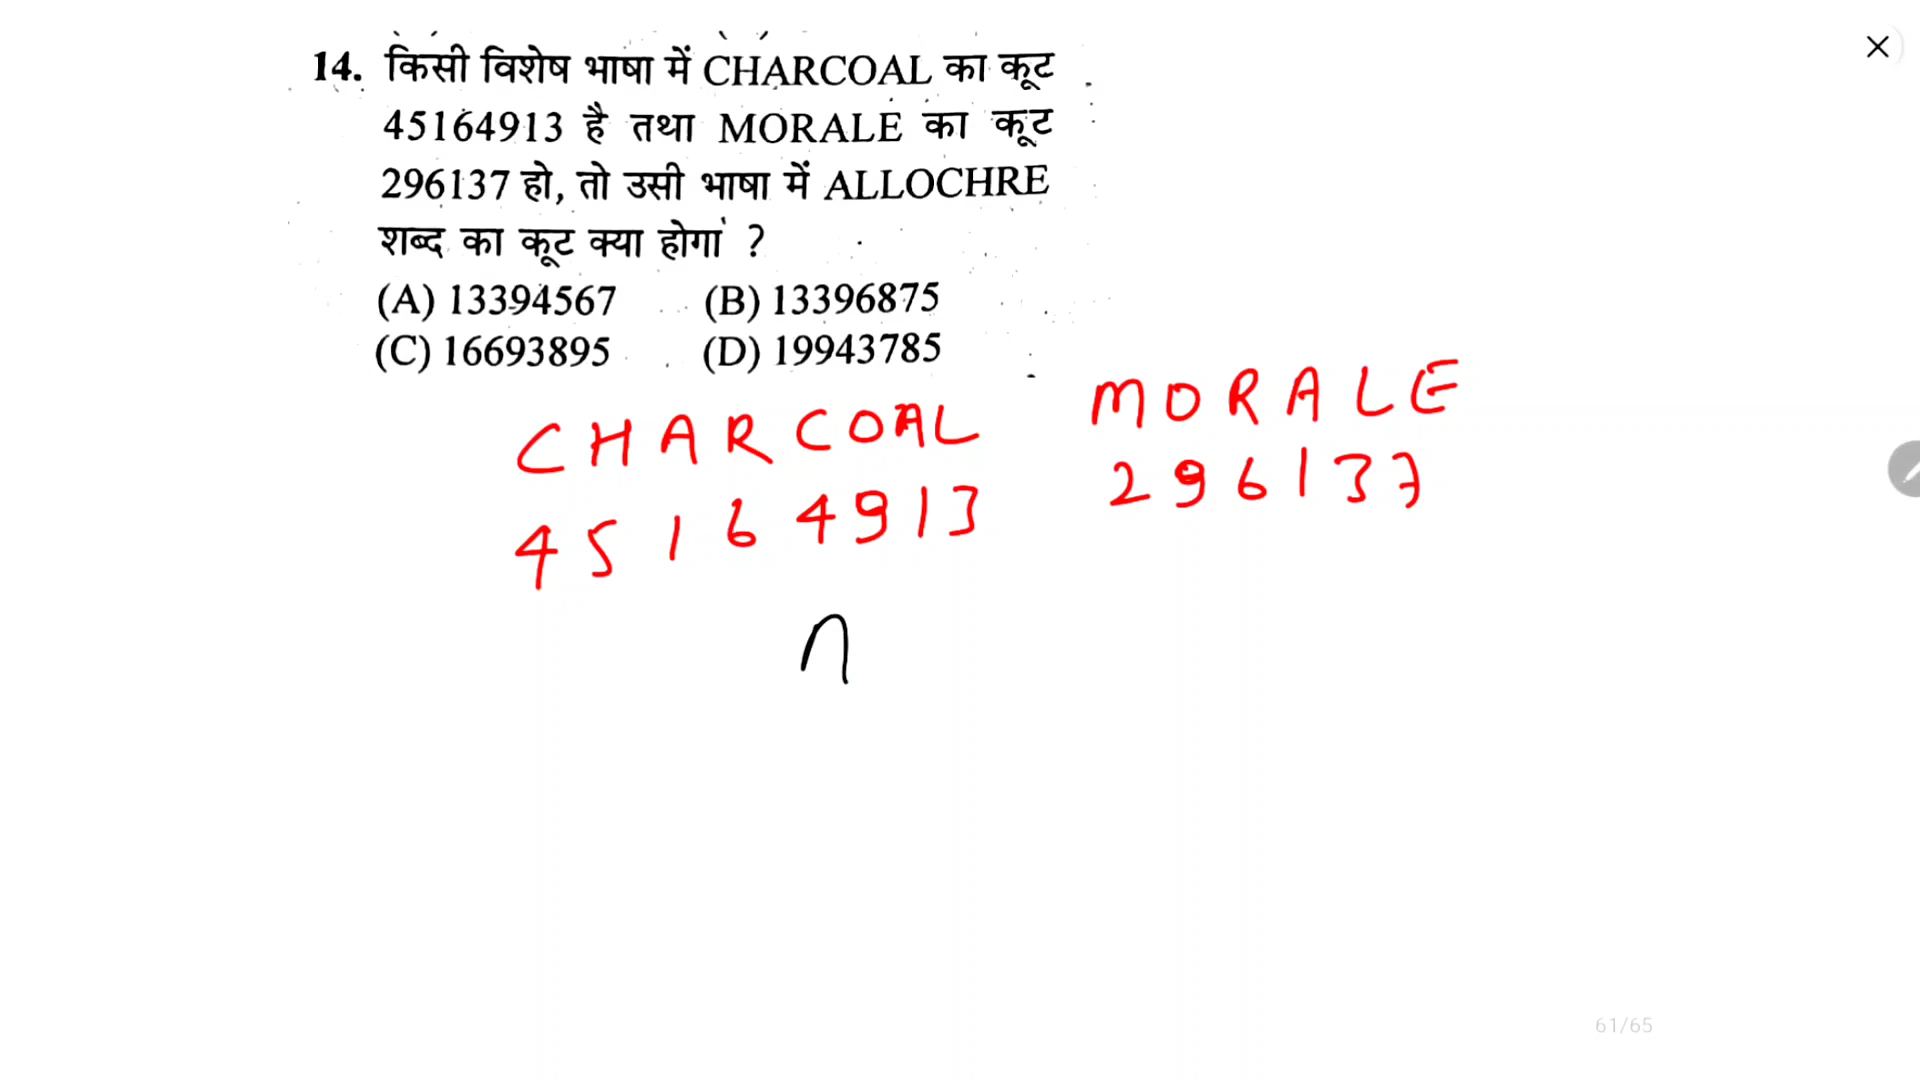 14. किसी विशेष भाषा में CHARCOAL का कूट
45164913 है तथा MORALE का कूट
296137 हो, तो उसी भाषा में ALLOCHRE
शब्द का कूट क्या होगा ?
(A) 13394567 (B) 13396875
(C) 16693895 (D) 19943785
CHARCOAL MORALE
45164913 296137
61/65